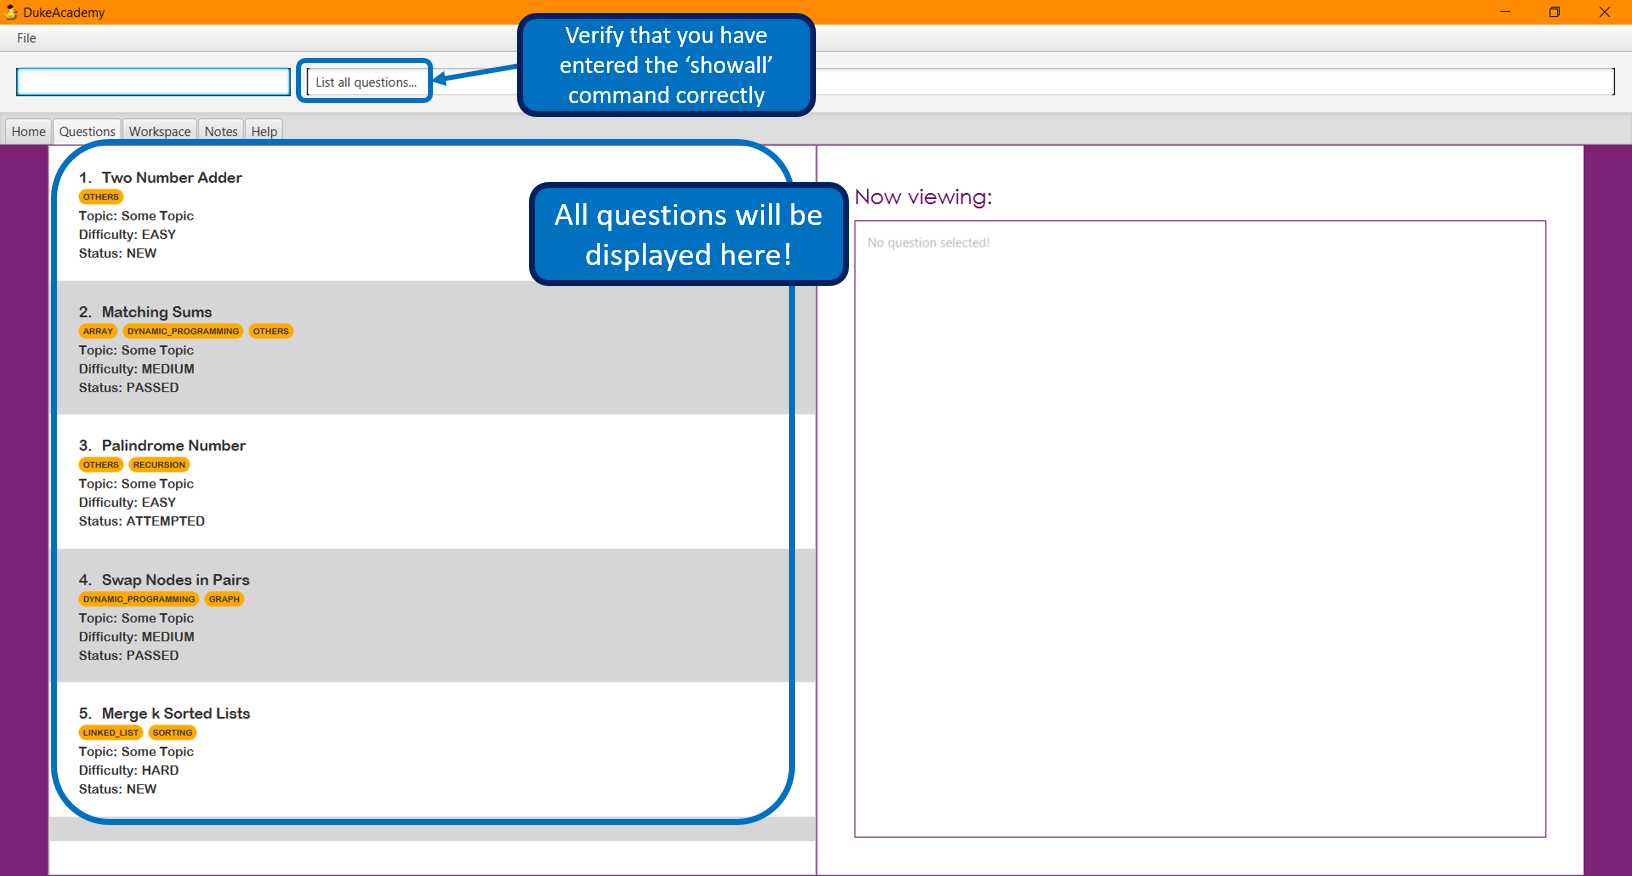 DukeAcademy
File
Verify that you have
entered the ‘showall’
command correctly
List all questions...
Home Questions Workspace Notes Help
1. Two Number Adder
OTHERS
Topic: Some Topic
Difficulty: EASY
Status: NEW
All questions will be
displayed here!
2. Matching Sums
ARRAY DYNAMIC_PROGRAMMING OTHERS
Topic: Some Topic
Difficulty: MEDIUM
Status: PASSED
3. Palindrome Number
OTHERS RECURSION
Topic: Some Topic
Difficulty: EASY
Status: ATTEMPTED
4. Swap Nodes in Pairs
DYNAMIC_PROGRAMMING GRAPH
Topic: Some Topic
Difficulty: MEDIUM
Status: PASSED
5. Merge k Sorted Lists
LINKED_LIST SORTING
Topic: Some Topic
Difficulty: HARD
Status: NEW
Now viewing:
No question selected!